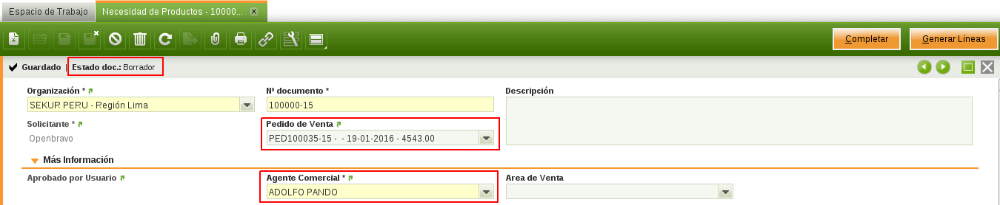 Espacio de Trabajo
Necesidad de Productos - 10000...
Completar
Generar Líneas
Guardado | Estado doc.: Borrador
Organización *
Nº documento *
Descripción
SEKUR PERU - Región Lima
100000-15
Solicitante *
Pedido de Venta
Openbravo
PED100035-15 - - 19-01-2016 - 4543.00
Más Información
Aprobado por Usuario
Agente Comercial *
Area de Venta
ADOLFO PANDO